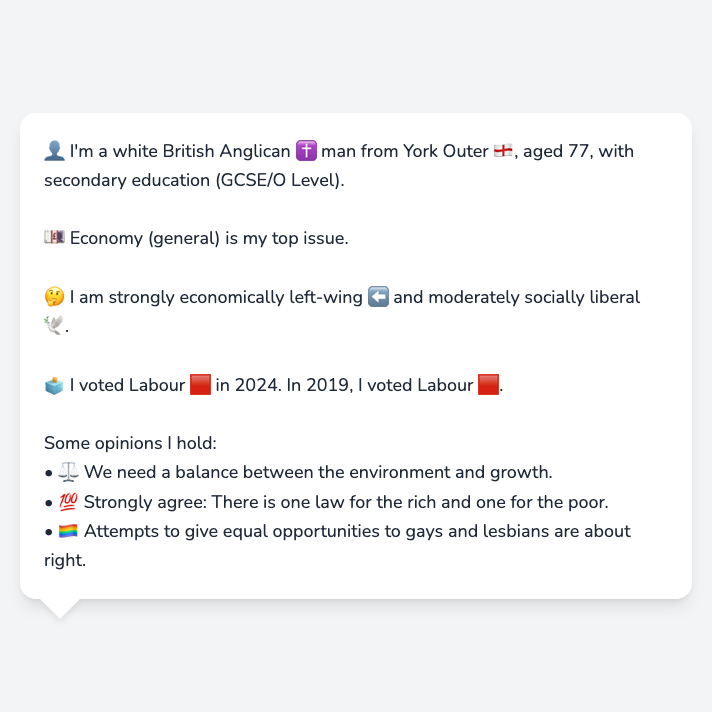 👤 I'm a white British Anglican ✝️ man from York Outer 🏴󠁧󠁢󠁥󠁮󠁧󠁿, aged 77, with
secondary education (GCSE/O Level).
💷 Economy (general) is my top issue.
🤔 I am strongly economically left-wing ⬅️ and moderately socially liberal
🕊️.
🗳️ I voted Labour 🟥 in 2024. In 2019, I voted Labour 🟥.
Some opinions I hold:
• ⚖️ We need a balance between the environment and growth.
• 💯 Strongly agree: There is one law for the rich and one for the poor.
• 🏳️‍🌈 Attempts to give equal opportunities to gays and lesbians are about
right.